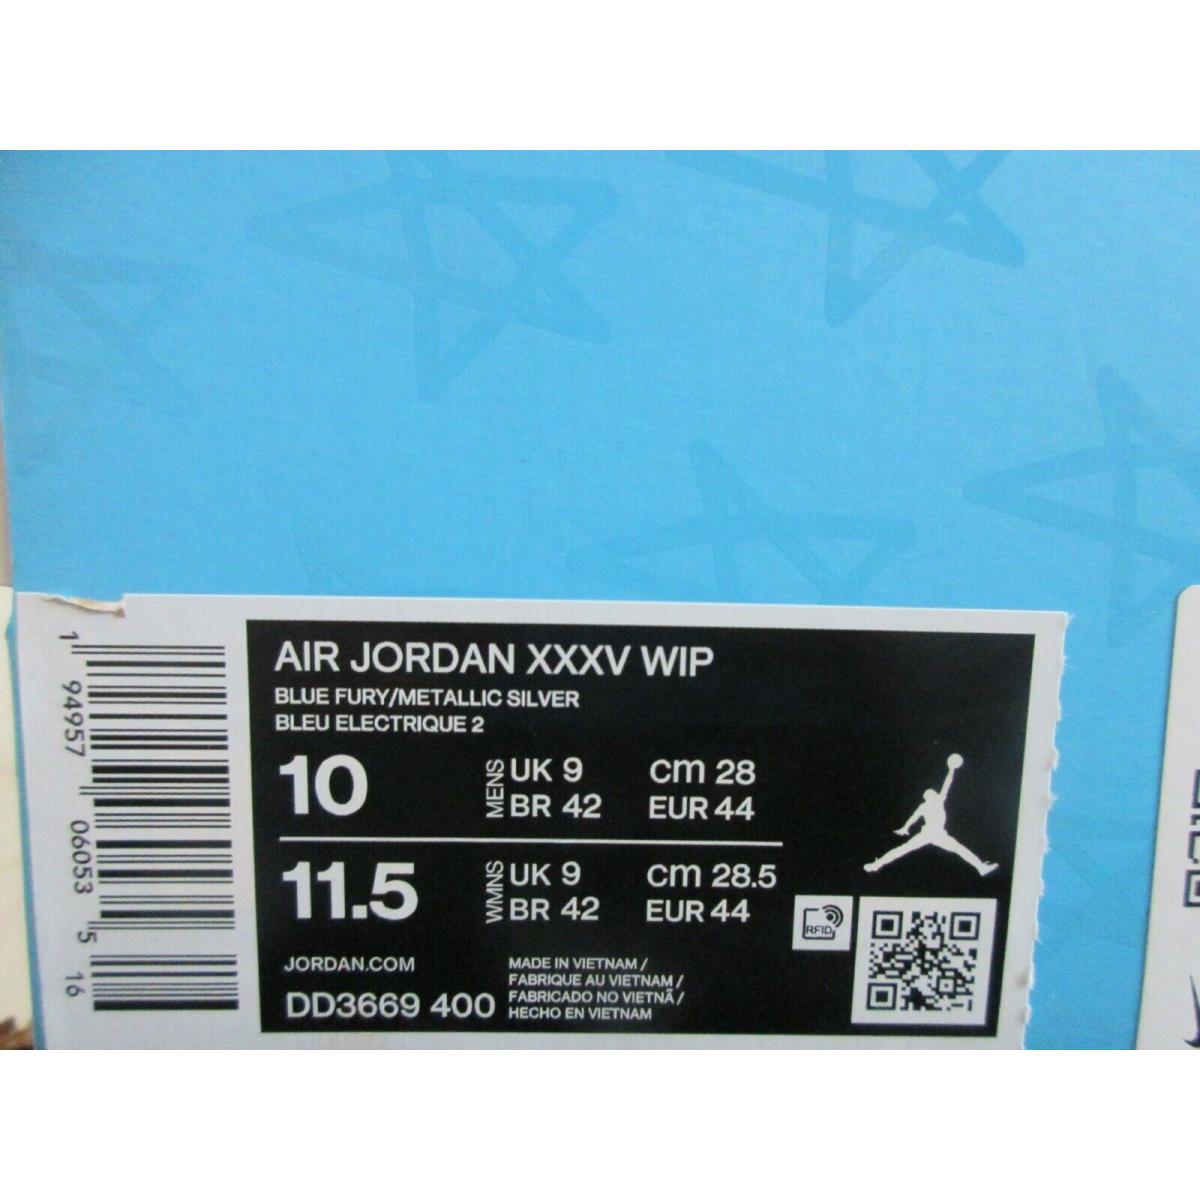 AIR JORDAN XXXV WIP
BLUE FURY/METALLIC SILVER
BLEU ELECTRIQUE 2
10 MENS UK 9 cm 28
BR 42 EUR 44
11.5 WMNS UK 9 cm 28.5
BR 42 EUR 44
RFID
JORDAN.COM
DD3669 400
MADE IN VIETNAM /
FABRIQUE AU VIETNAM /
FABRICADO NO VIETNÃ /
HECHO EN VIETNAM
1 94957 06053 5 16